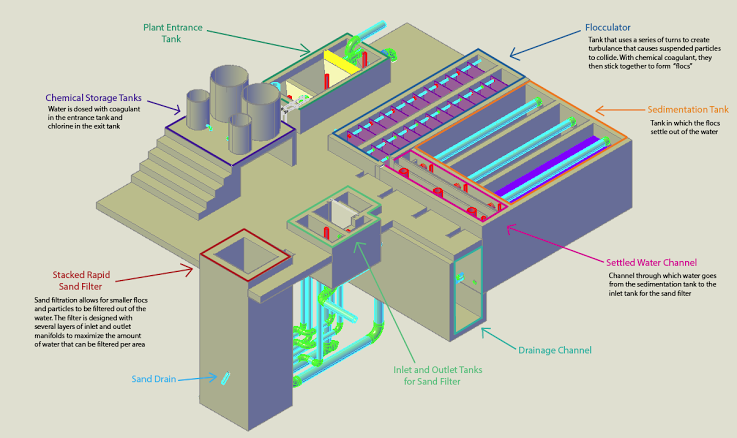 Plant Entrance
Tank
Flocculator
Tank that uses a series of turns to create
turbulance that causes suspended particles
to collide. With chemical coagulant, they
then stick together to form "flocs"
Chemical Storage Tanks
Water is dosed with coagulant
in the entrance tank and
chlorine in the exit tank
Sedimentation Tank
Tank in which the flocs
settle out of the water
Settled Water Channel
Channel through which water goes
from the sedimentation tank to the
inlet tank for the sand filter
Stacked Rapid
Sand Filter
Sand filtration allows for smaller flocs
and particles to be filtered out of the
water. The filter is designed with
several layers of inlet and outlet
manifolds to maximize the amount
of water that can be filtered per area
Drainage Channel
Inlet and Outlet Tanks
for Sand Filter
Sand Drain